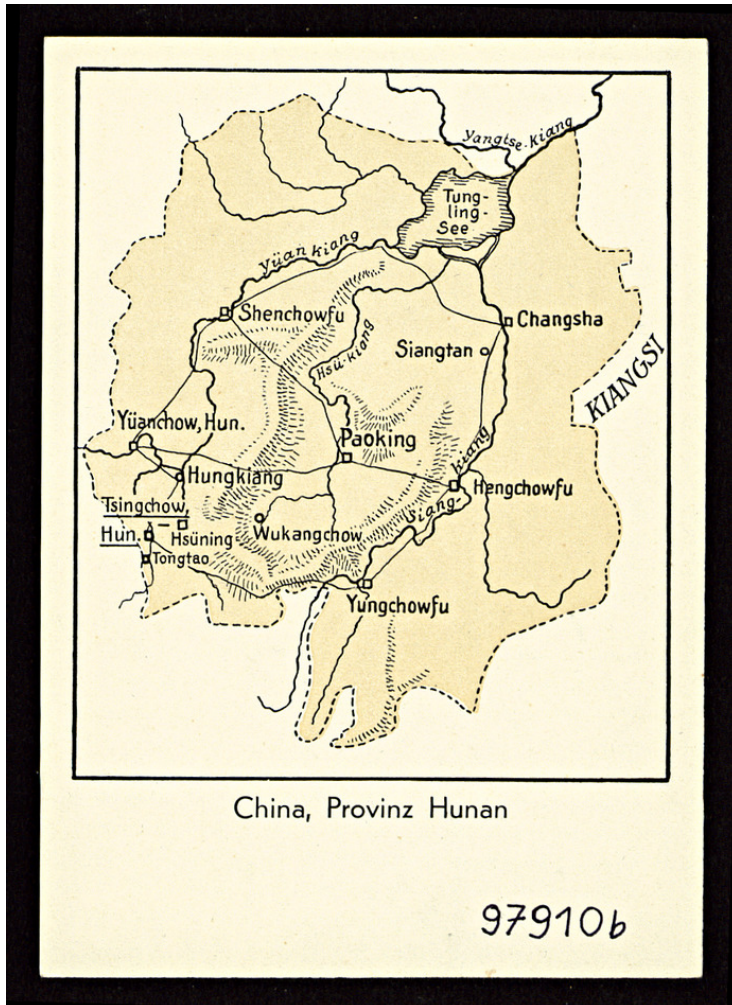 Yangtse-Kiang
Tung-
ling-
See
Yüan kiang
Shenchowfu
Changsha
Siangtan
Hsü-kiang
KIANGSI
Yüanchow, Hun.
Paoking
Hungkiang
kiang
Hengchowfu
Tsingchow,
Hun.
Hsüning
Wukangchow
Siang-
Tongtao
Yungchowfu
China, Provinz Hunan
97910b